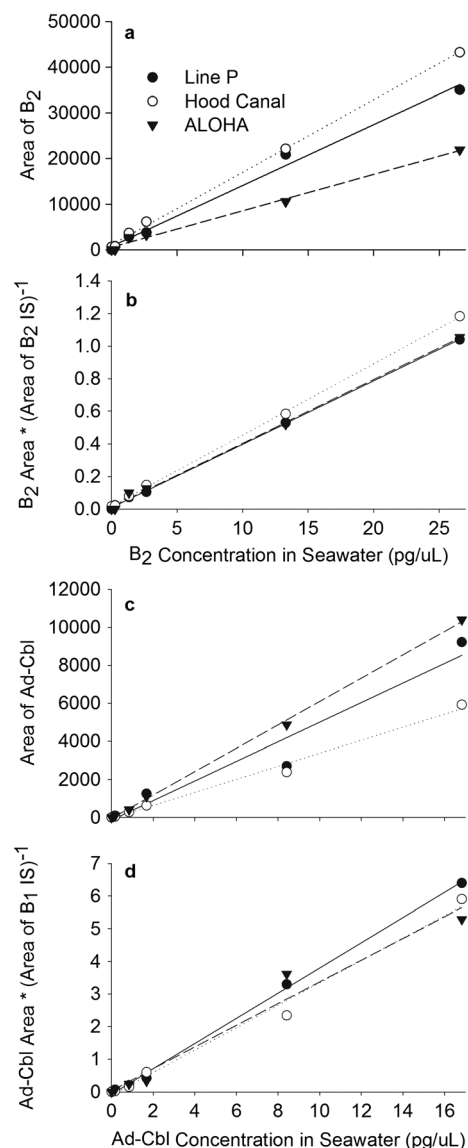 a
50000
40000
30000
20000
10000
0
Area of B2
Line P
Hood Canal
ALOHA
b
1.4
1.2
1.0
0.8
0.6
0.4
0.2
0.0
B2 Area * (Area of B2 IS)-1
0 5 10 15 20 25
B2 Concentration in Seawater (pg/uL)
c
12000
10000
8000
6000
4000
2000
0
Area of Ad-Cbl
d
7
6
5
4
3
2
1
0
Ad-Cbl Area * (Area of B1 IS)-1
0 2 4 6 8 10 12 14 16
Ad-Cbl Concentration in Seawater (pg/uL)